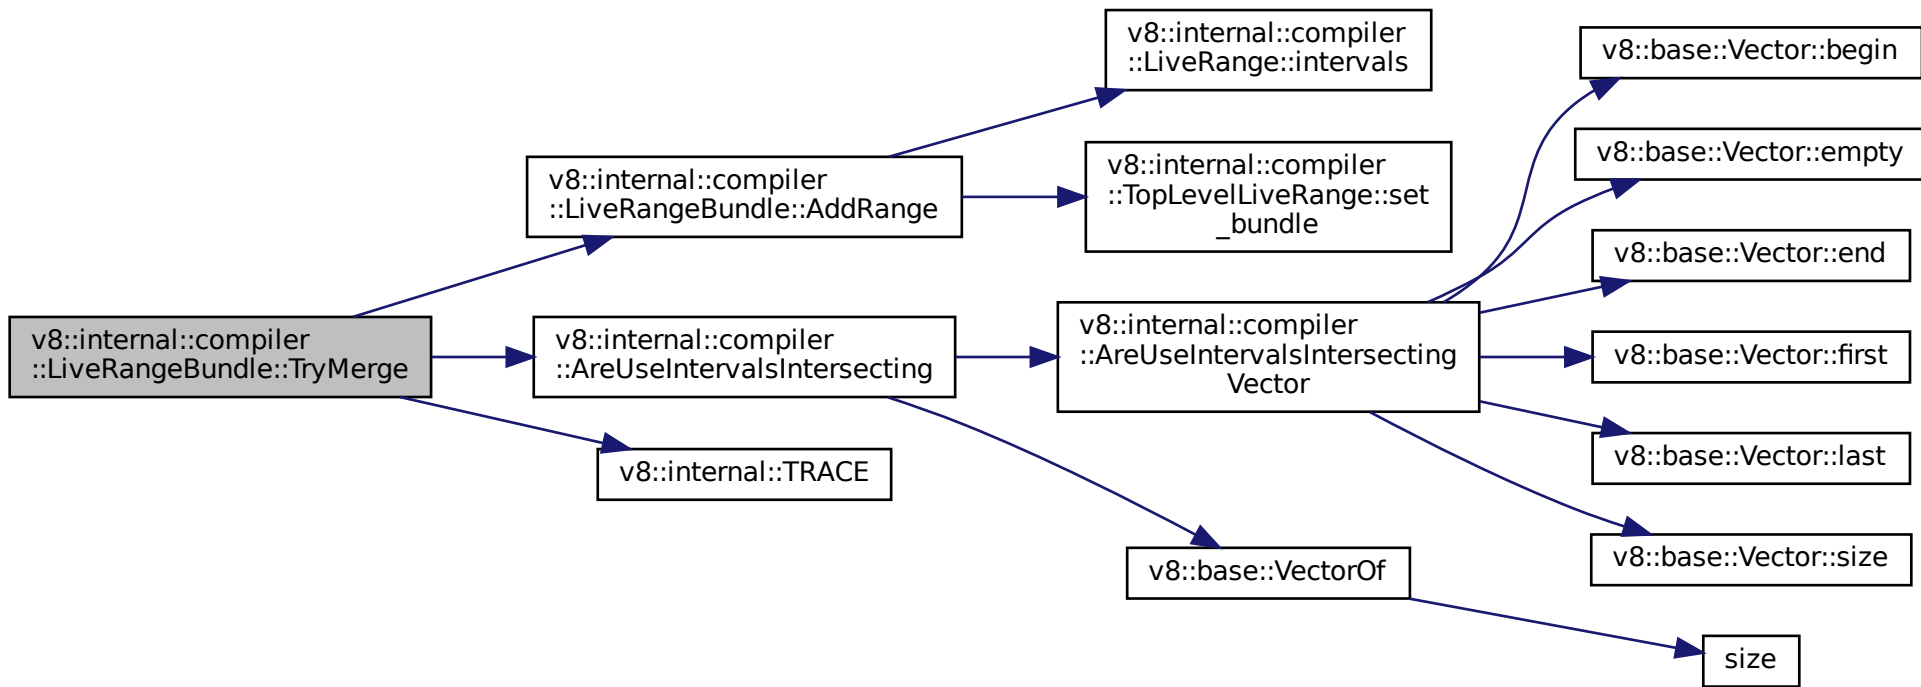 v8::internal::compiler
::LiveRangeBundle::TryMerge
v8::internal::compiler
::LiveRangeBundle::AddRange
v8::internal::compiler
::AreUseIntervalsIntersecting
v8::internal::TRACE
v8::internal::compiler
::LiveRange::intervals
v8::internal::compiler
::TopLevelLiveRange::set
_bundle
v8::internal::compiler
::AreUseIntervalsIntersecting
Vector
v8::base::VectorOf
v8::base::Vector::begin
v8::base::Vector::empty
v8::base::Vector::end
v8::base::Vector::first
v8::base::Vector::last
v8::base::Vector::size
size